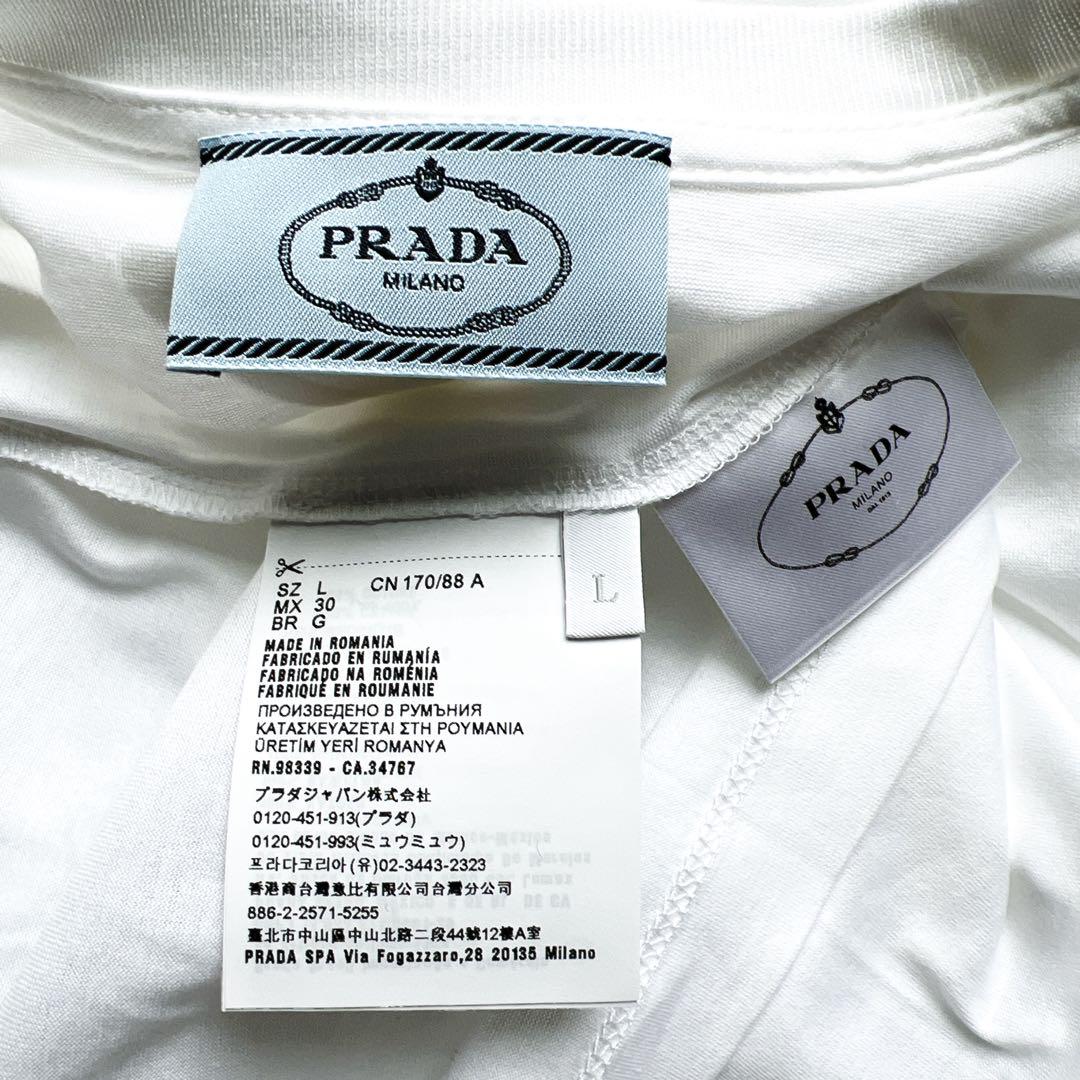 PRADA
MILANO
PRADA
MILANO
DAL 1913
L
SZ L CN 170/88 A
MX 30
BR G
MADE IN ROMANIA
FABRICADO EN RUMANÍA
FABRICADO NA ROMÉNIA
FABRIQUÉ EN ROUMANIE
ПРОИЗВЕДЕНО В РУМЪНИЯ
ΚΑΤΑΣΚΕΥΑΖΕΤΑΙ ΣΤΗ ΡΟΥΜΑΝΙΑ
ÜRETİM YERİ ROMANYA
RN.98339 - CA.34767
プラダジャパン株式会社
0120-451-913(プラダ)
0120-451-993(ミュウミュウ)
프라다코리아(유)02-3443-2323
香港商台灣意比有限公司台灣分公司
886-2-2571-5255
臺北市中山區中山北路二段44號12樓A室
PRADA SPA Via Fogazzaro,28 20135 Milano